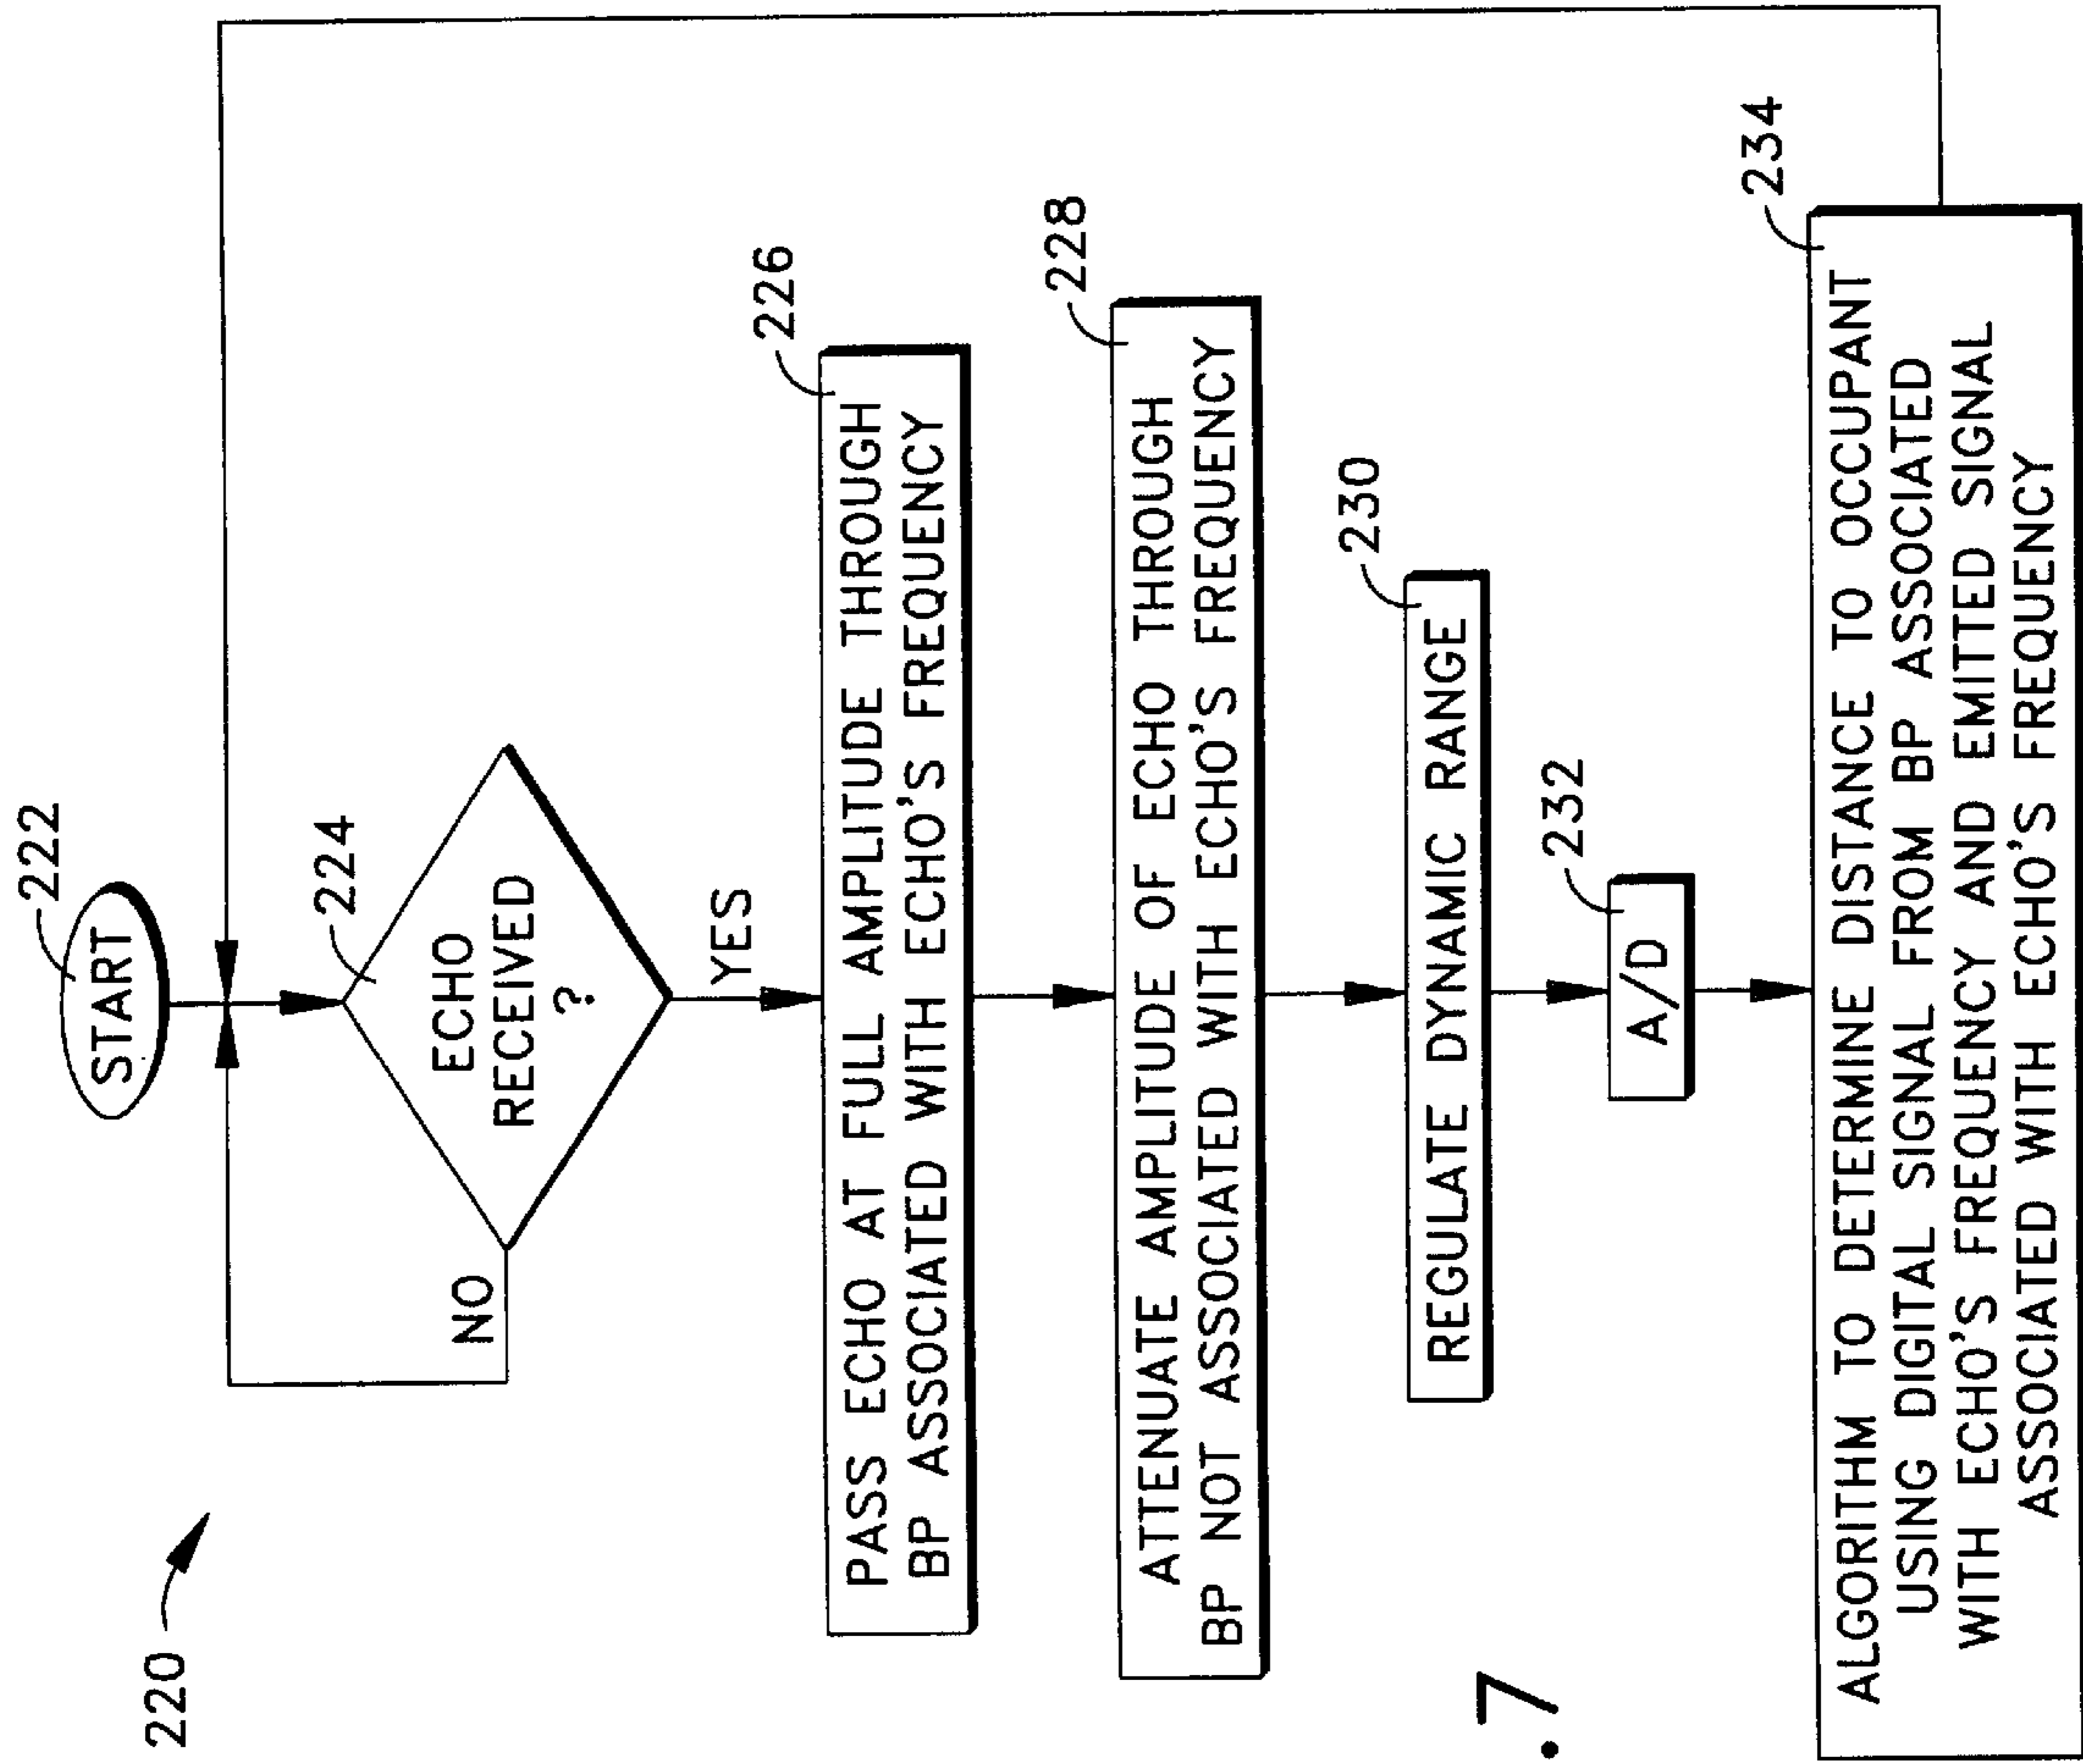 220
222
START
224
ECHO
RECEIVED
?
NO
YES
226
PASS ECHO AT FULL AMPLITUDE THROUGH
BP ASSOCIATED WITH ECHO'S FREQUENCY
228
ATTENUATE AMPLITUDE OF ECHO THROUGH
BP NOT ASSOCIATED WITH ECHO'S FREQUENCY
230
REGULATE DYNAMIC RANGE
232
A/D
234
ALGORITHM TO DETERMINE DISTANCE TO OCCUPANT
USING DIGITAL SIGNAL FROM BP ASSOCIATED
WITH ECHO'S FREQUENCY AND EMITTED SIGNAL
ASSOCIATED WITH ECHO'S FREQUENCY
.7